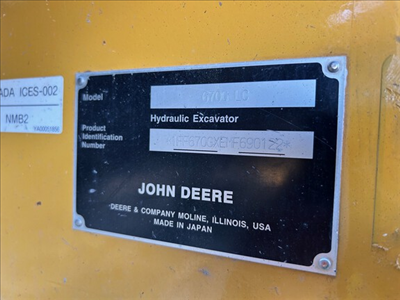 ADA ICES-002
NMB2
Model
Hydraulic Excavator
Product
Identification
Number
JOHN DEERE
DEERE & COMPANY MOLINE, ILLINOIS, USA
MADE IN JAPAN